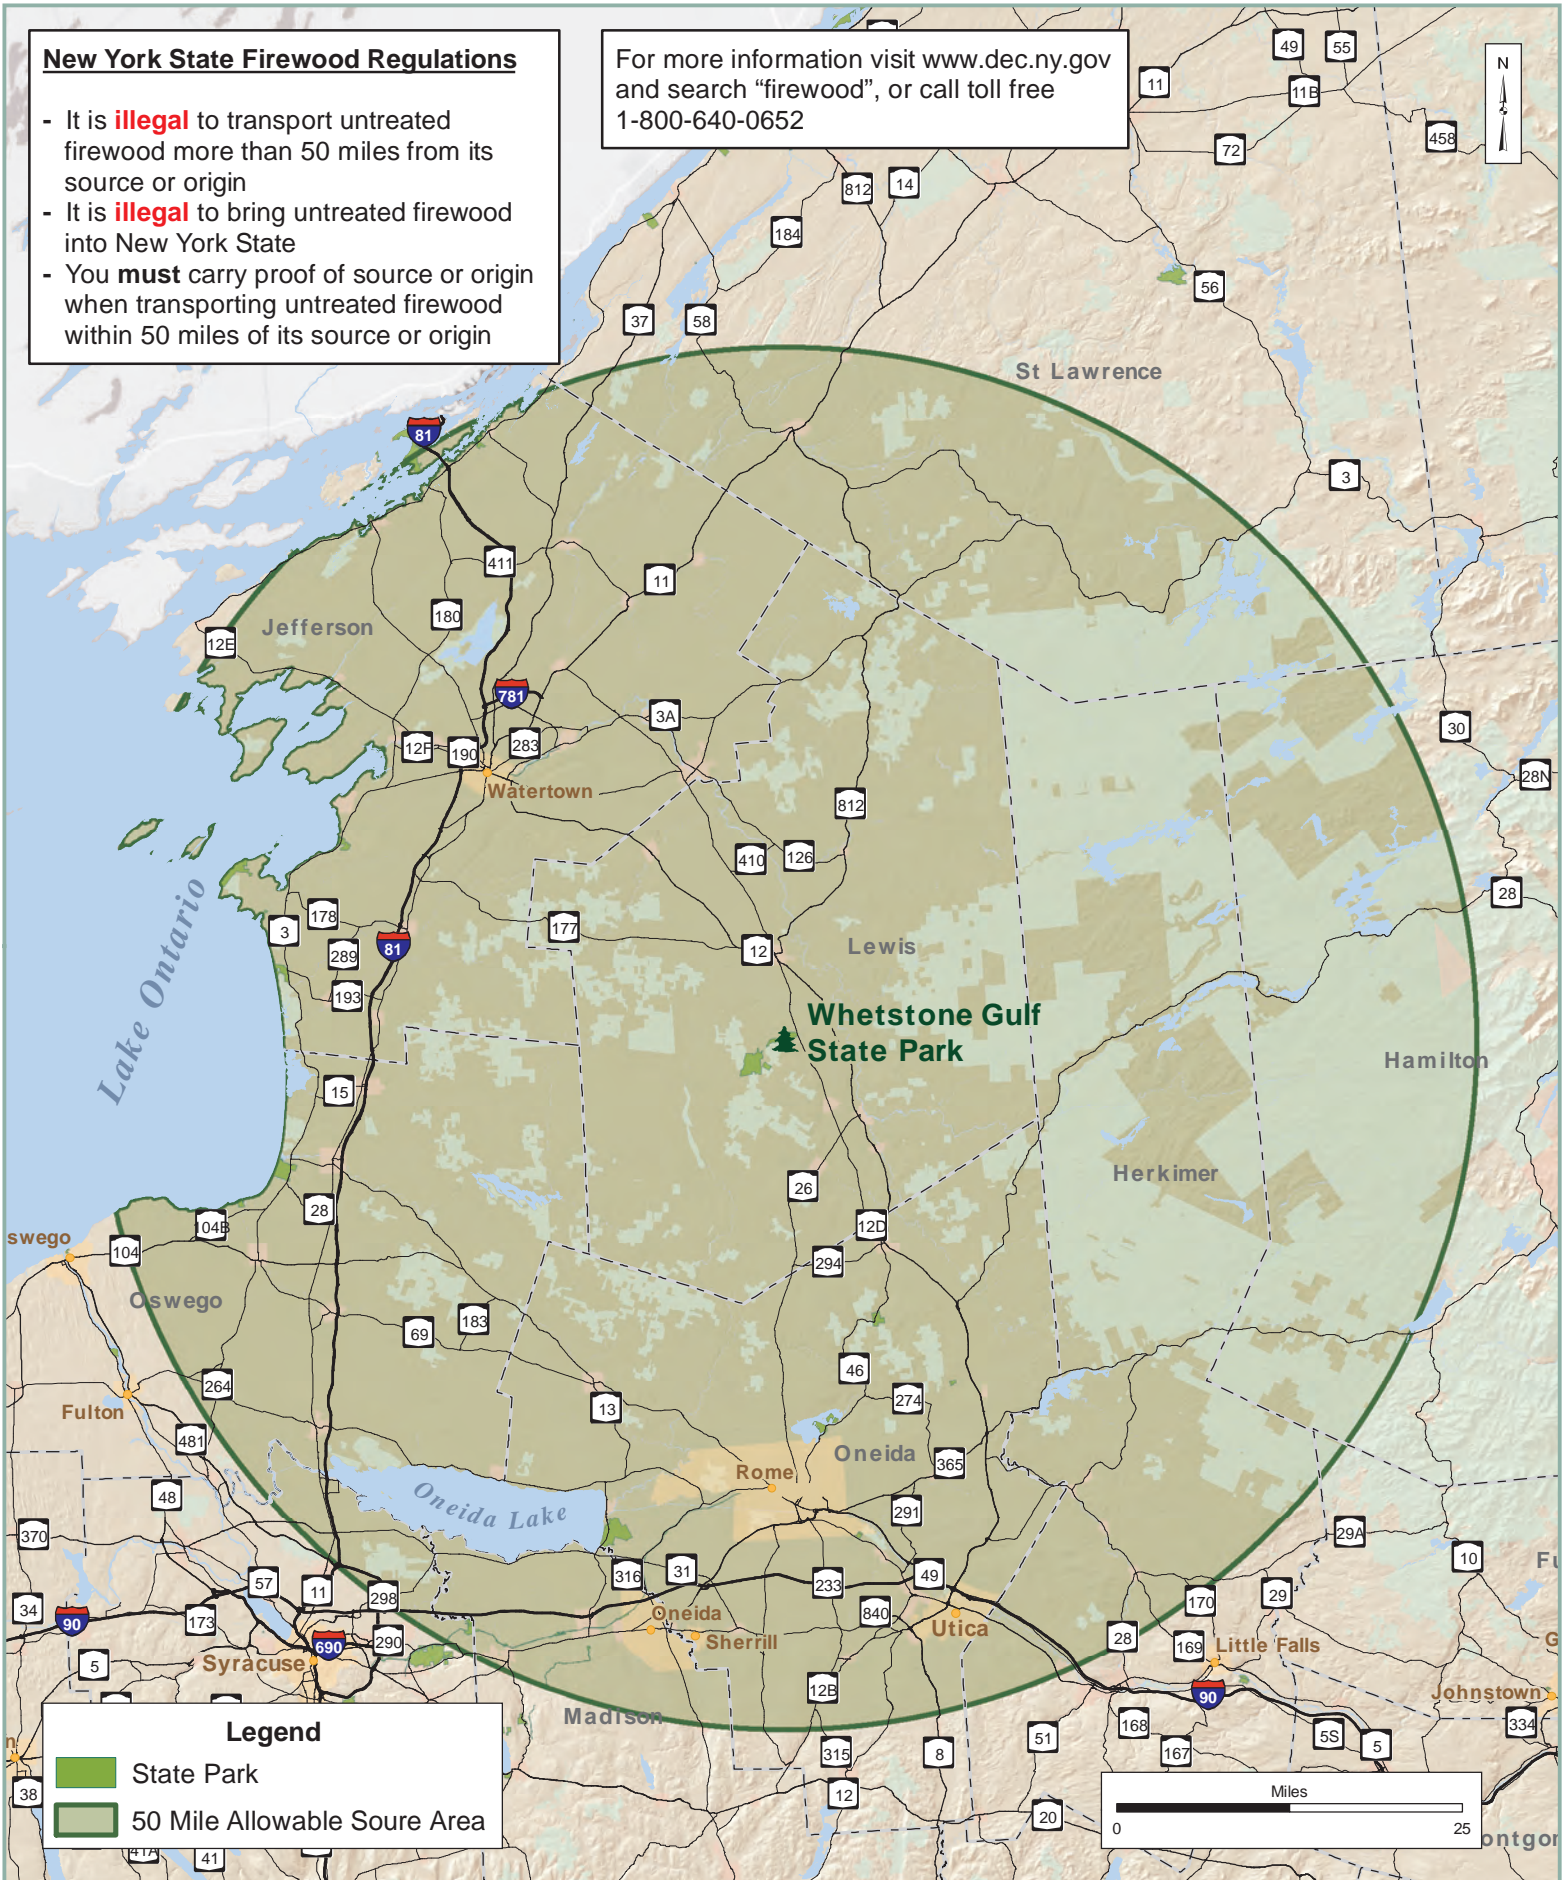 New York State Firewood Regulations
- It is illegal to transport untreated
firewood more than 50 miles from its
source or origin
- It is illegal to bring untreated firewood
into New York State
- You must carry proof of source or origin
when transporting untreated firewood
within 50 miles of its source or origin
For more information visit www.dec.ny.gov
and search “firewood”, or call toll free
1-800-640-0652
N
49
55
11
11B
72
458
812
14
184
56
37
58
St Lawrence
81
3
411
11
180
Jefferson
12E
781
3A
30
12F
190
283
28N
Watertown
812
410
126
28
178
3
177
289
81
12
Lewis
193
Lake Ontario
Whetstone Gulf
State Park
Hamilton
15
Herkimer
26
28
104B
12D
swego
104
294
Oswego
183
69
46
264
274
13
Fulton
481
Oneida
365
Rome
48
Oneida Lake
291
370
29A
10
Fu
57
11
298
316
31
233
49
170
29
34
90
173
840
Oneida
Utica
690
290
28
169
Little Falls
5
Syracuse
Sherrill
12B
90
Johnstown
Madison
168
334
51
5S
5
315
8
167
n
38
12
20
41A
41
ontgor
G
Legend
State Park
50 Mile Allowable Soure Area
Miles
0
25